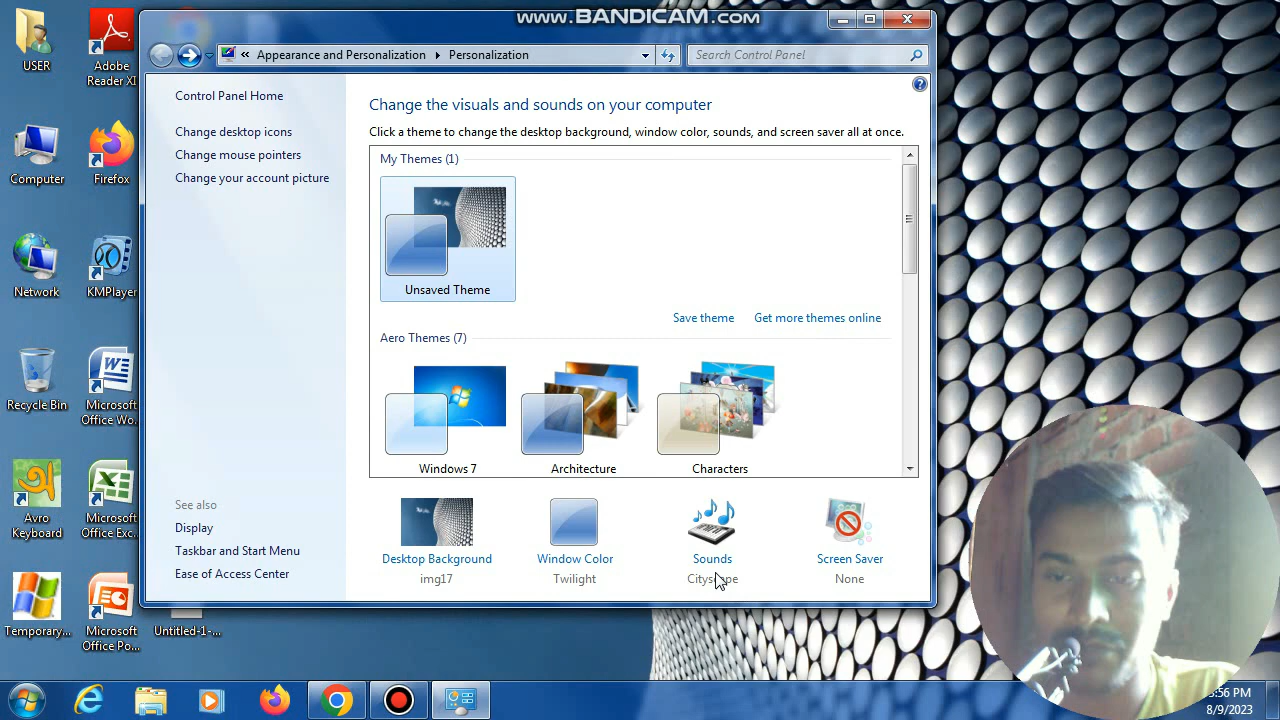 www.BANDICAM.com
USER
Adobe
Reader XI
Computer
Firefox
Network
KMPlayer
Recycle Bin
Microsoft
Office Wo...
Avro
Keyboard
Microsoft
Office Exc...
Temporary...
Microsoft
Office Po...
Untitled-1-...
Appearance and Personalization
Personalization
Search Control Panel
Control Panel Home
Change desktop icons
Change mouse pointers
Change your account picture
See also
Display
Taskbar and Start Menu
Ease of Access Center
Change the visuals and sounds on your computer
Click a theme to change the desktop background, window color, sounds, and screen saver all at once.
My Themes (1)
Unsaved Theme
Save theme Get more themes online
Aero Themes (7)
Windows 7 Architecture Characters
Desktop Background Window Color Sounds Screen Saver
img17 Twilight Cityscape None
:56 PM
8/9/2023